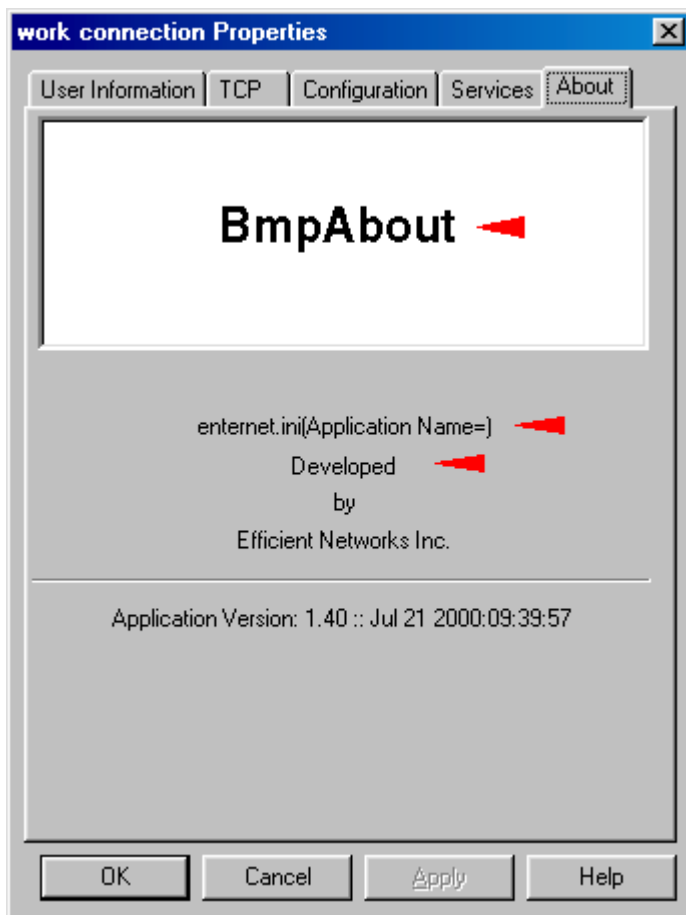 work connection Properties
User Information TCP Configuration Services About
BmpAbout
enternet.ini(Application Name=)
Developed
by
Efficient Networks Inc.
Application Version: 1.40 :: Jul 21 2000:09:39:57
OK Cancel Apply Help